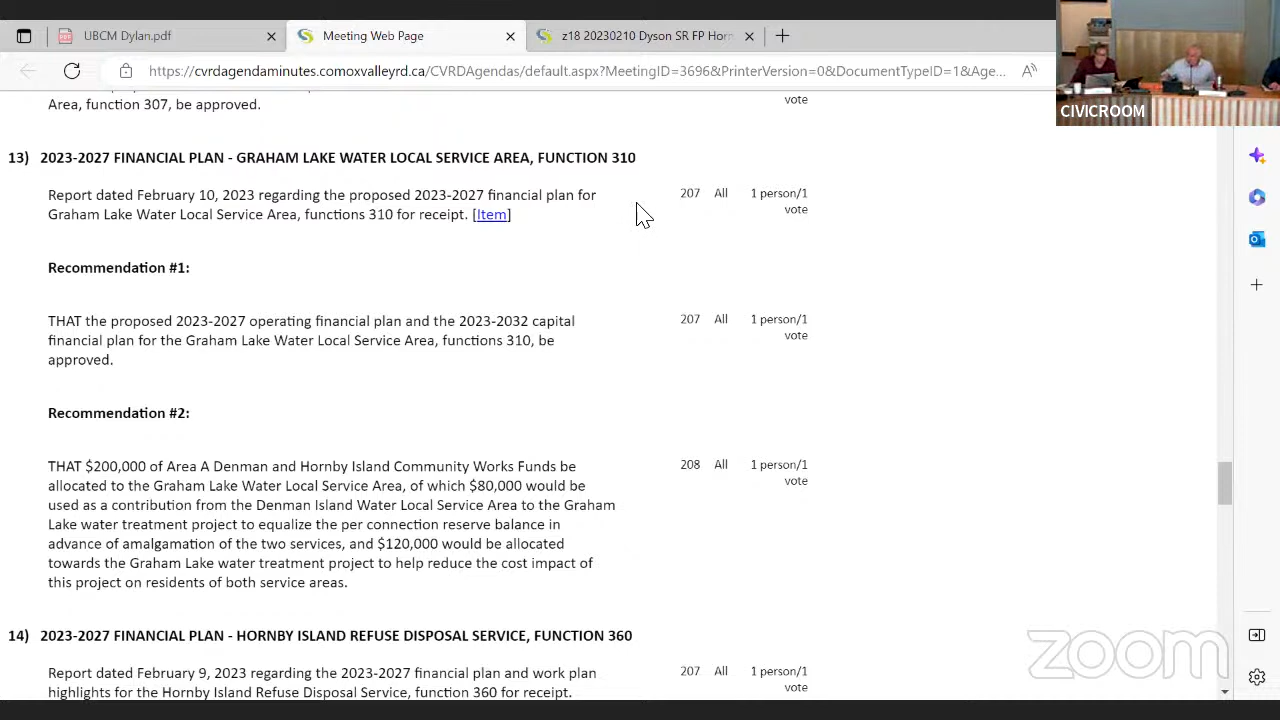 UBCM Dylan.pdf
Meeting Web Page
z18 20230210 Dyson SR FP Horn
https://cvrdagendaminutes.comoxvalleyrd.ca/CVRDAgendas/default.aspx?MeetingID=3696&PrinterVersion=0&DocumentTypeID=1&Age...
CIVICROOM
Area, function 307, be approved.
vote
13) 2023-2027 FINANCIAL PLAN - GRAHAM LAKE WATER LOCAL SERVICE AREA, FUNCTION 310
Report dated February 10, 2023 regarding the proposed 2023-2027 financial plan for 207 All 1 person/1
Graham Lake Water Local Service Area, functions 310 for receipt. [Item] vote
Recommendation #1:
THAT the proposed 2023-2027 operating financial plan and the 2023-2032 capital 207 All 1 person/1
financial plan for the Graham Lake Water Local Service Area, functions 310, be vote
approved.
Recommendation #2:
THAT $200,000 of Area A Denman and Hornby Island Community Works Funds be 208 All 1 person/1
allocated to the Graham Lake Water Local Service Area, of which $80,000 would be vote
used as a contribution from the Denman Island Water Local Service Area to the Graham
Lake water treatment project to equalize the per connection reserve balance in
advance of amalgamation of the two services, and $120,000 would be allocated
towards the Graham Lake water treatment project to help reduce the cost impact of
this project on residents of both service areas.
14) 2023-2027 FINANCIAL PLAN - HORNBY ISLAND REFUSE DISPOSAL SERVICE, FUNCTION 360
Report dated February 9, 2023 regarding the 2023-2027 financial plan and work plan 207 All 1 person/1
highlights for the Hornby Island Refuse Disposal Service, function 360 for receipt. vote
zoom